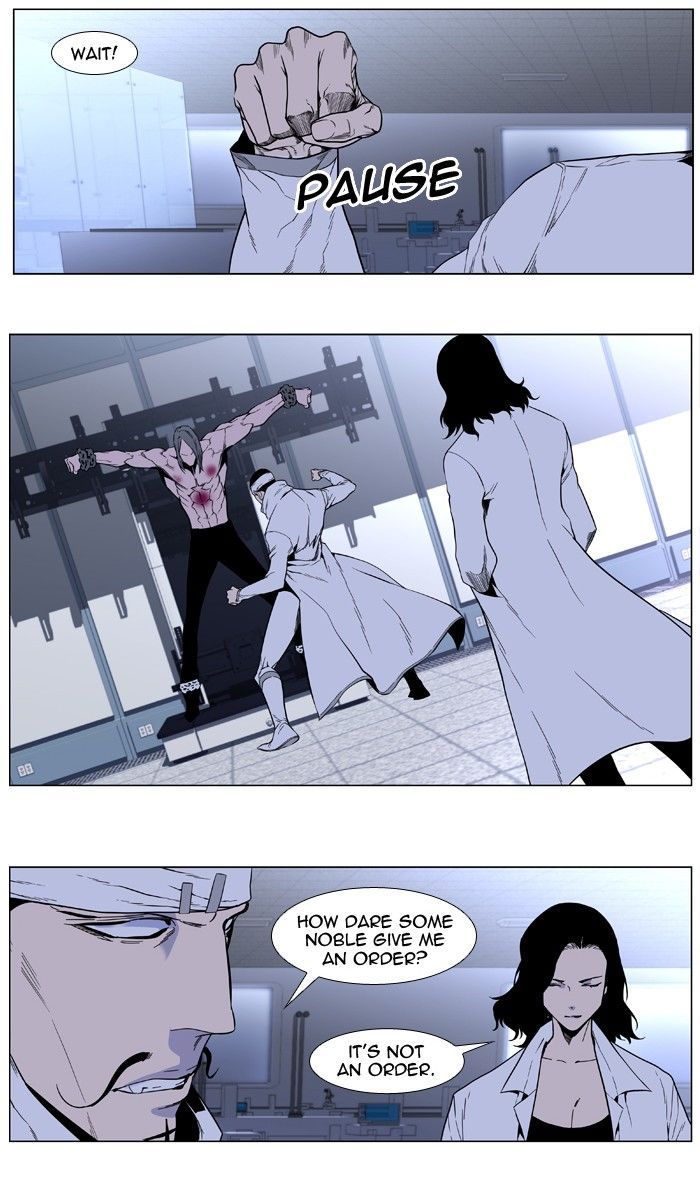 WAIT!
PAUSE
HOW DARE SOME
NOBLE GIVE ME
AN ORDER?
IT'S NOT
AN ORDER.